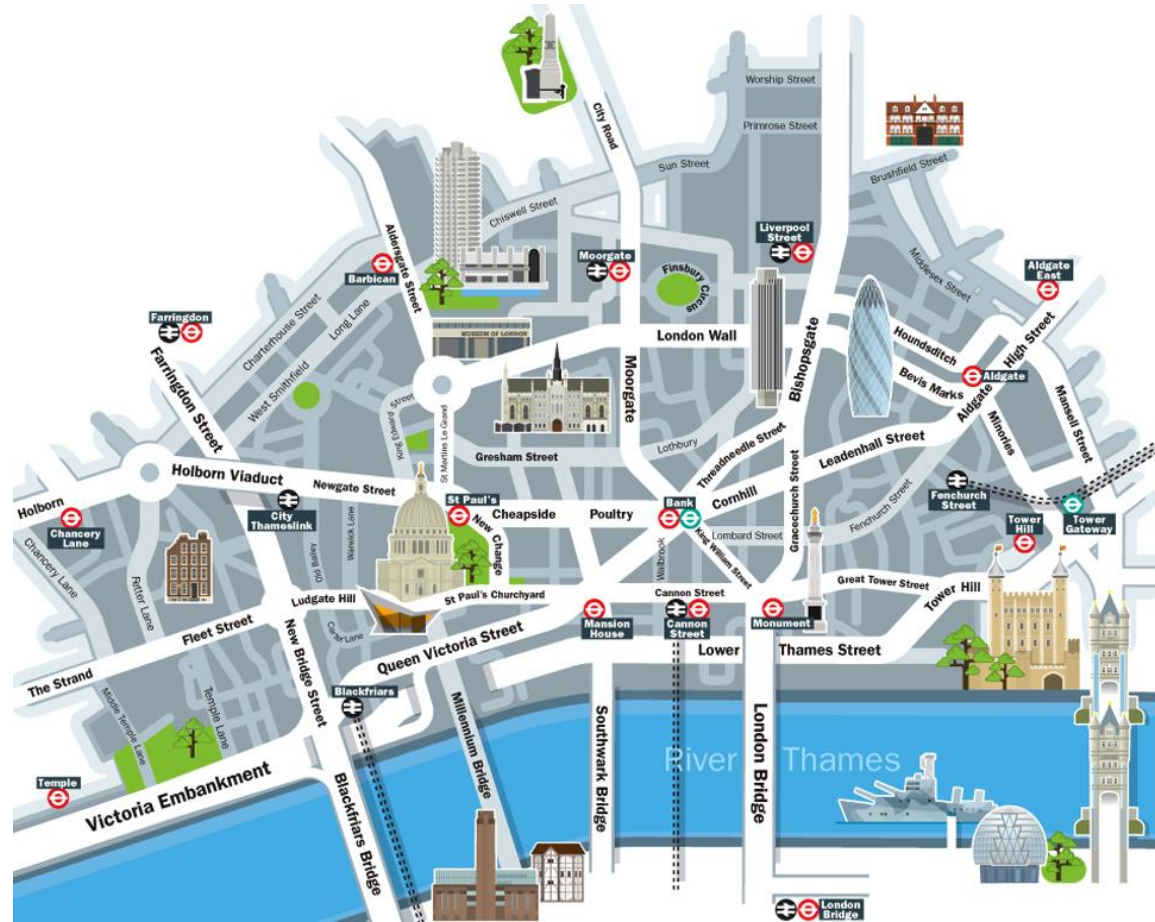 Worship Street
Primrose Street
City Road
Sun Street
Brushfield Street
Chiswell Street
Aldersgate Street
Liverpool
Street
Moorgate
Middlesex Street
Barbican
Finsbury
Circus
Aldgate
East
Farringdon
Charterhouse Street
Long Lane
MUSEUM OF LONDON
London Wall
Bishopsgate
Houndsditch
Aldgate High Street
Farringdon Street
West Smithfield
Moorgate
Bevis Marks
Aldgate
Mansell Street
Minories
King Edward
Street
St Martins Le Grand
Gresham Street
Lothbury
Threadneedle Street
Leadenhall Street
Holborn Viaduct
Newgate Street
Holborn
Chancery
Lane
City
Thameslink
St Paul's
Cheapside
Poultry
Bank
Cornhill
Gracechurch Street
Fenchurch Street
Fenchurch
Street
Tower
Hill
Tower
Gateway
Chancery Lane
Fetter Lane
Old Bailey
Warwick Lane
New Change
Walbrook
King William Street
Lombard Street
Great Tower Street
Tower Hill
Ludgate Hill
St Paul's Churchyard
Cannon Street
Mansion
House
Cannon
Street
Monument
Fleet Street
Carter Lane
New Bridge Street
Queen Victoria Street
Lower
Thames Street
The Strand
Middle Temple Lane
Temple Lane
Blackfriars
Millennium Bridge
Southwark Bridge
London Bridge
River Thames
Temple
Victoria Embankment
Blackfriars Bridge
London
Bridge